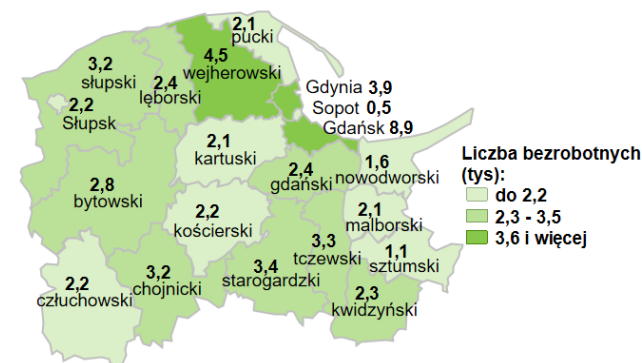 2,1
pucki
4,5
wejherowski
3,2
słupski
2,4
lęborski
2,2
Słupsk
Gdynia 3,9
Sopot 0,5
Gdańsk 8,9
2,1
kartuski
2,4
gdański
1,6
nowodworski
2,8
bytowski
2,2
kościerski
2,1
malborski
3,3
tczewski
1,1
sztumski
2,2
człuchowski
3,2
chojnicki
3,4
starogardzki
2,3
kwidzyński
Liczba bezrobotnych
(tys):
do 2,2
2,3 - 3,5
3,6 i więcej